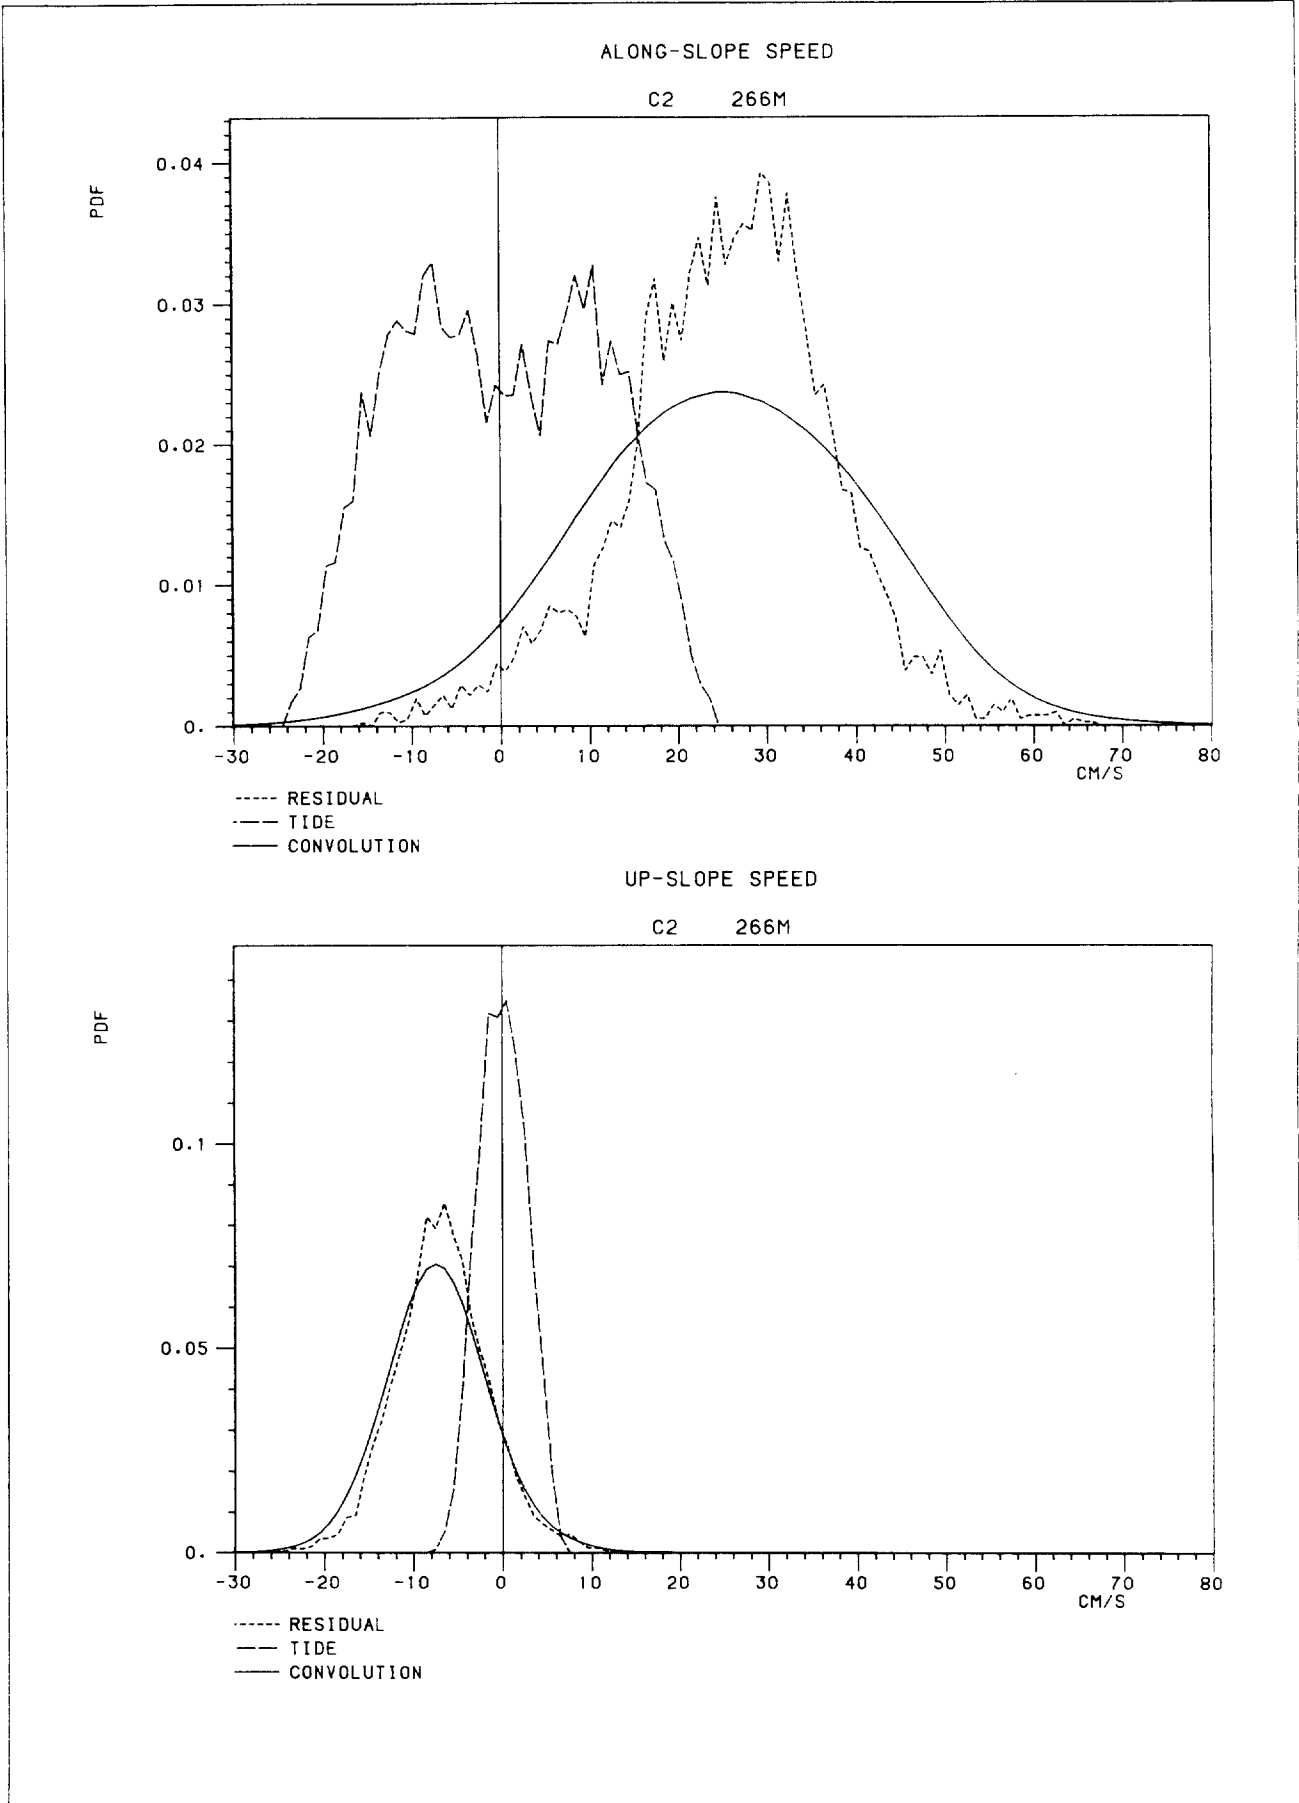 ALONG-SLOPE SPEED
C2 266M
PDF
0.04
0.03
0.02
0.01
0.
-30 -20 -10 0 10 20 30 40 50 60 70 80
CM/S
RESIDUAL
TIDE
CONVOLUTION
UP-SLOPE SPEED
C2 266M
PDF
0.1
0.05
0.
-30 -20 -10 0 10 20 30 40 50 60 70 80
CM/S
RESIDUAL
TIDE
CONVOLUTION